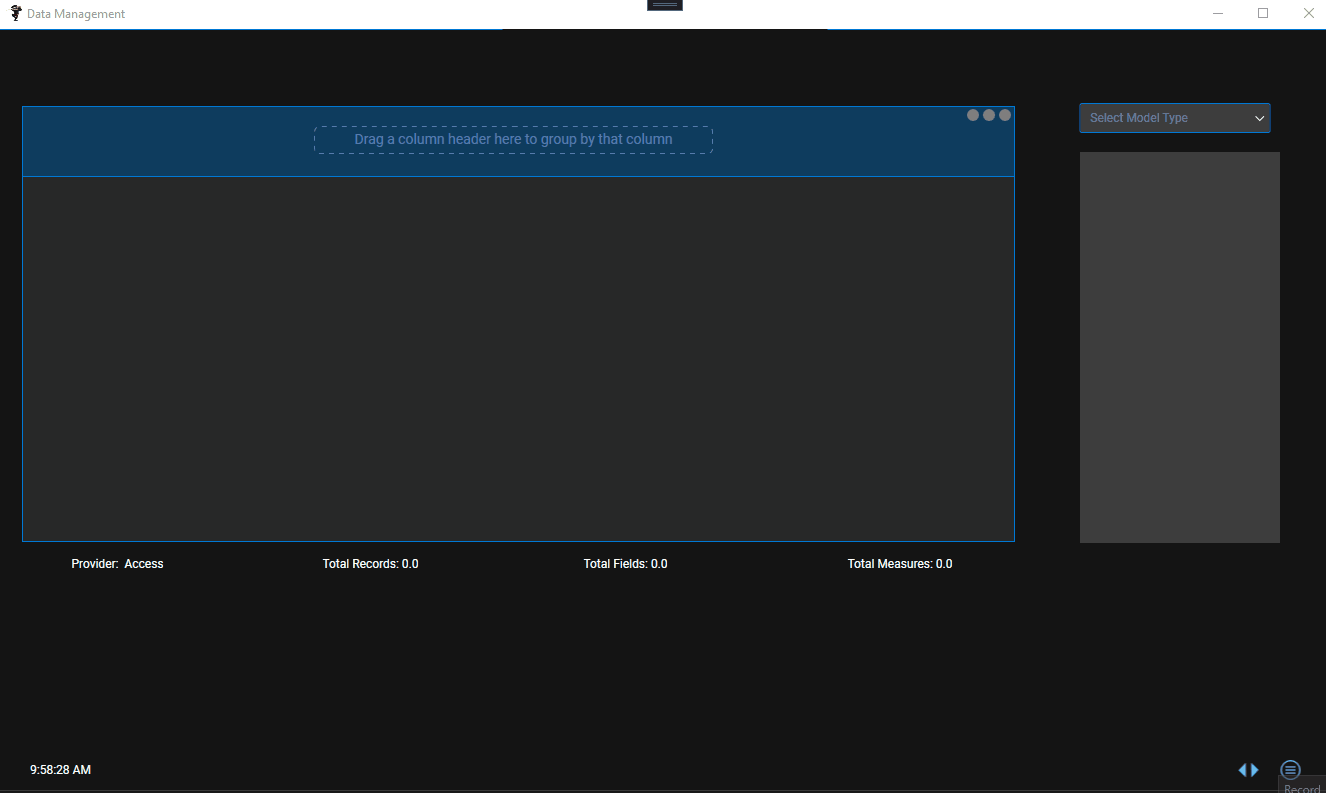 Data Management
Drag a column header here to group by that column
Select Model Type
Provider:  Access
Total Records: 0.0
Total Fields: 0.0
Total Measures: 0.0
9:58:28 AM
Record